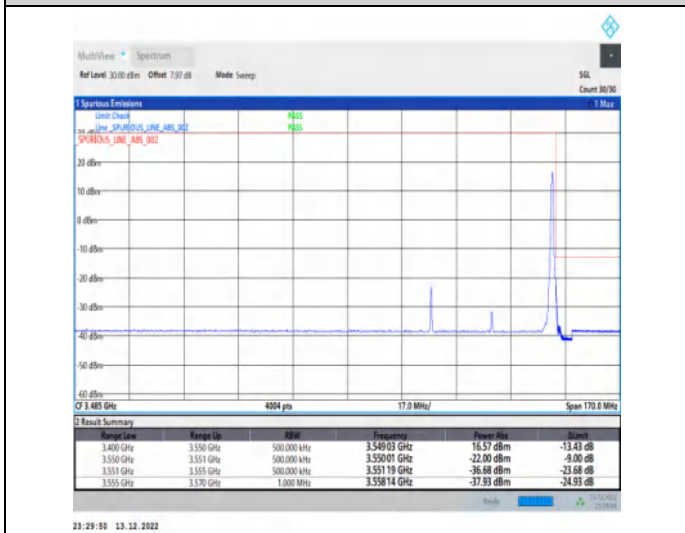 MultiView Spectrum
Ref Level 30.00 dBm Offset 7.97 dB Mode Sweep SGL
Count 30/30
1 Spurious Emissions 1 Max
Limit Check PASS
Line _SPURIOUS_LINE_ABS_002 PASS
SPURIOUS_LINE_ABS_002
20 dBm
10 dBm
0 dBm
-10 dBm
-20 dBm
-30 dBm
-40 dBm
-50 dBm
-60 dBm
CF 3.485 GHz 4004 pts 17.0 MHz/ Span 170.0 MHz
2 Result Summary
Range Low Range Up RBW Frequency Power Abs ΔLimit
3.400 GHz 3.550 GHz 500.000 kHz 3.54903 GHz 16.57 dBm -13.43 dB
3.550 GHz 3.551 GHz 500.000 kHz 3.55001 GHz -22.00 dBm -9.00 dB
3.551 GHz 3.555 GHz 500.000 kHz 3.55119 GHz -36.68 dBm -23.68 dB
3.555 GHz 3.570 GHz 1.000 MHz 3.55814 GHz -37.93 dBm -24.93 dB
Ready
23:29:50 13.12.2022